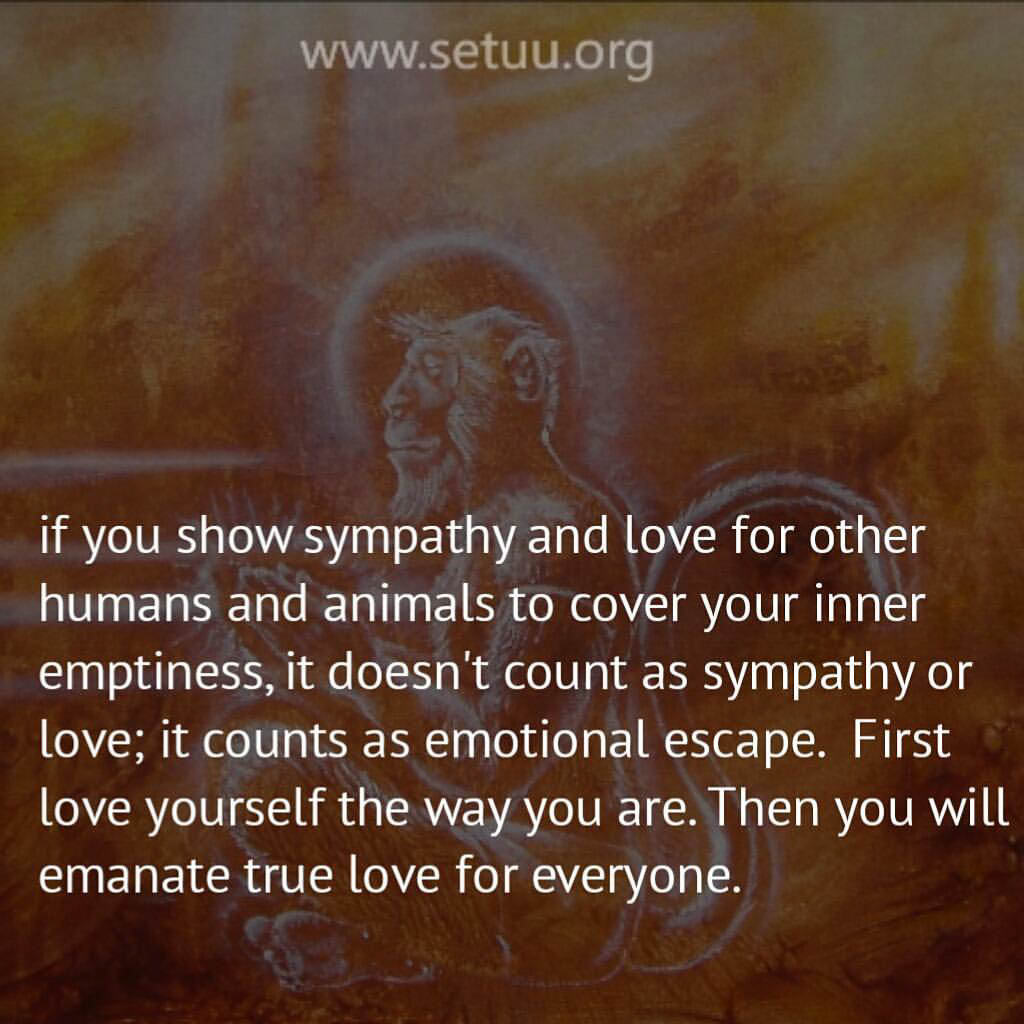 www.setuu.org
if you show sympathy and love for other
humans and animals to cover your inner
emptiness, it doesn't count as sympathy or
love; it counts as emotional escape.  First
love yourself the way you are. Then you will
emanate true love for everyone.